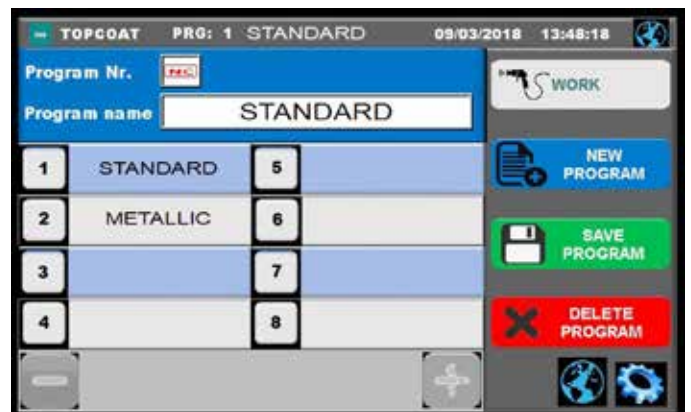 TOPCOAT PRG: 1 STANDARD 09/03/2018 13:48:18
Program Nr.
Program name STANDARD
WORK
1 STANDARD 5
NEW PROGRAM
2 METALLIC 6
SAVE PROGRAM
3 7
4 8
DELETE PROGRAM